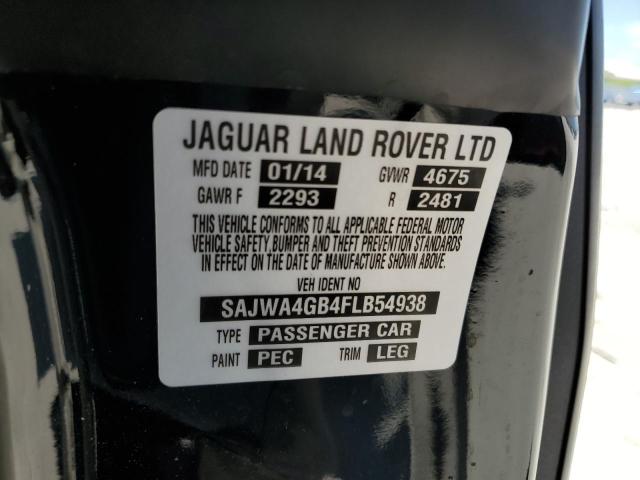 JAGUAR LAND ROVER LTD
MFD DATE 01/14 GVWR 4675
GAWR F 2293 R 2481
THIS VEHICLE CONFORMS TO ALL APPLICABLE FEDERAL MOTOR
VEHICLE SAFETY, BUMPER AND THEFT PREVENTION STANDARDS
IN EFFECT ON THE DATE OF MANUFACTURE SHOWN ABOVE.
VEH IDENT NO
SAJWA4GB4FLB54938
TYPE PASSENGER CAR
PAINT PEC TRIM LEG